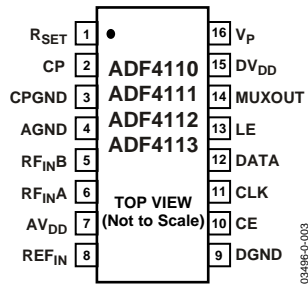 RSET 1 16 VP
CP 2 ADF4110 15 DVDD
CPGND 3 ADF4111 14 MUXOUT
AGND 4 ADF4112 13 LE
ADF4113
RFINB 5 12 DATA
RFINA 6 11 CLK
TOP VIEW
AVDD 7 (Not to Scale) 10 CE
REFIN 8 9 DGND
03496-0-003